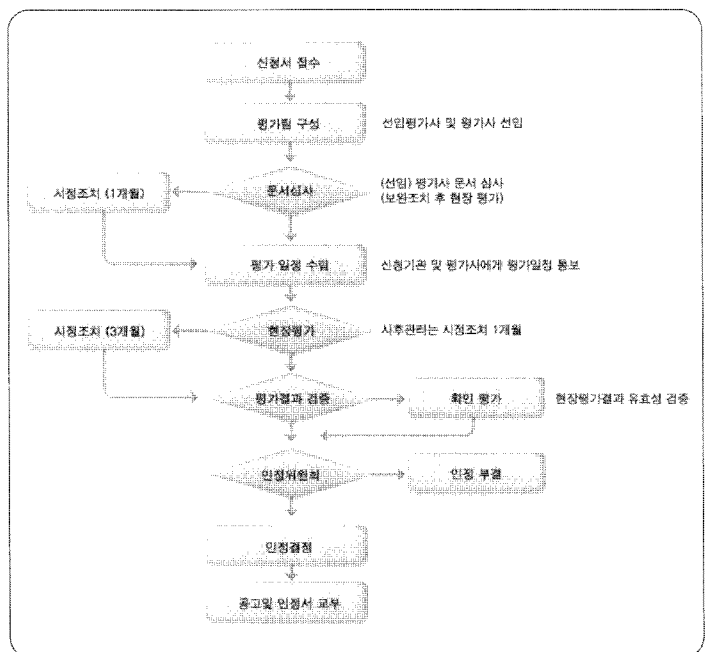 신청서 접수
평가팀 구성
선임평가사 및 평가사 선임
시정조치 (1개월)
문서심사
(선임) 평가사 문서 심사
(보완조치 후 현장 평가)
평가 일정 수립
신청기관 및 평가사에게 평가일정 통보
시정조치 (3개월)
현장평가
사후관리는 시정조치 1개월
평가결과 검증
확인 평가
현장평가결과 유효성 검증
인정위원회
인정 부결
인정결정
공고및 인정서 교부